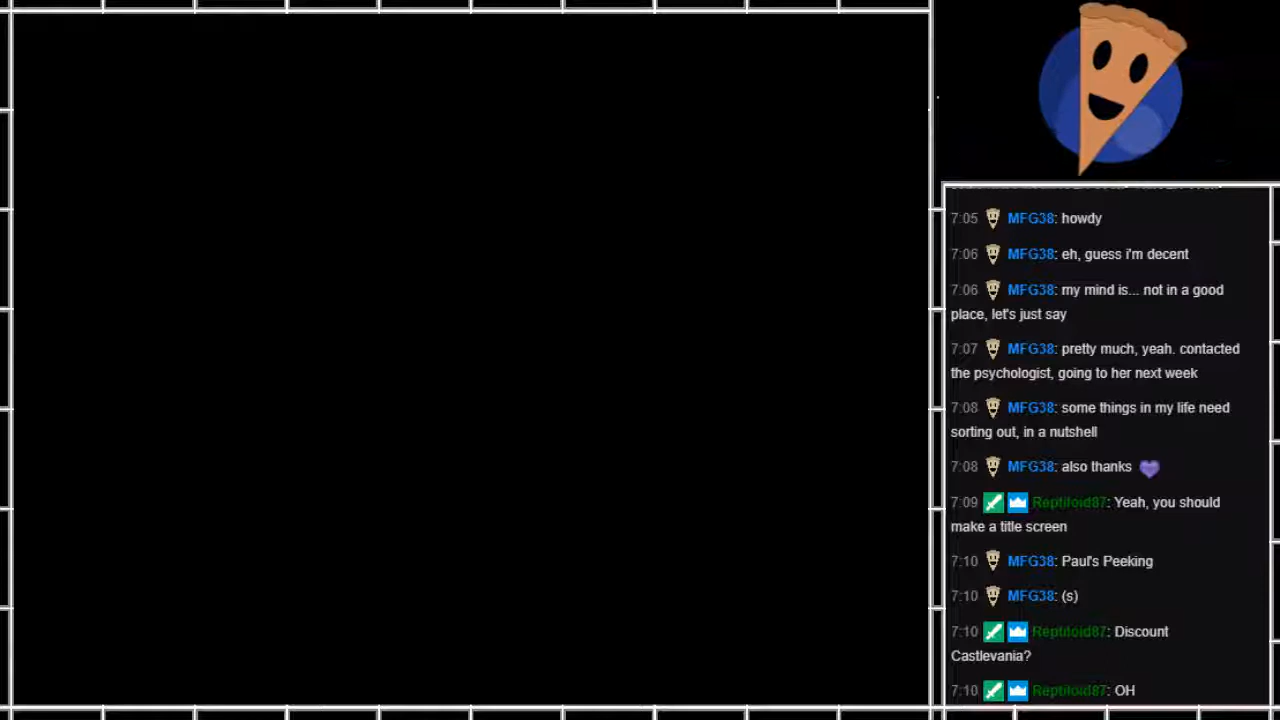 7:05 MFG38: howdy
7:06 MFG38: eh, guess i'm decent
7:06 MFG38: my mind is... not in a good
place, let's just say
7:07 MFG38: pretty much, yeah. contacted
the psychologist, going to her next week
7:08 MFG38: some things in my life need
sorting out, in a nutshell
7:08 MFG38: also thanks
7:09 Reptiloid87: Yeah, you should
make a title screen
7:10 MFG38: Paul's Peeking
7:10 MFG38: (s)
7:10 Reptiloid87: Discount
Castlevania?
7:10 Reptiloid87: OH